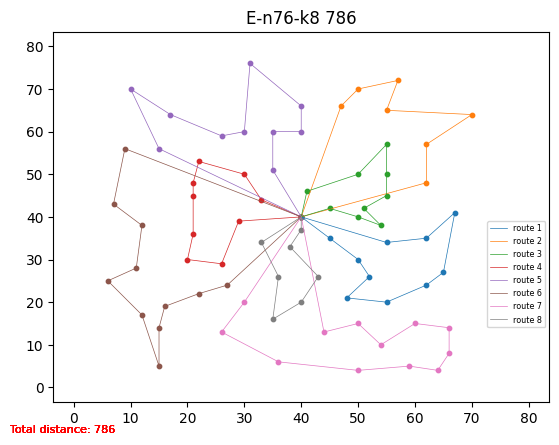 E-n76-k8 786
80
70
60
50
40
30
20
10
0
route 1
route 2
route 3
route 4
route 5
route 6
route 7
route 8
0 10 20 30 40 50 60 70 80
Total distance: 786